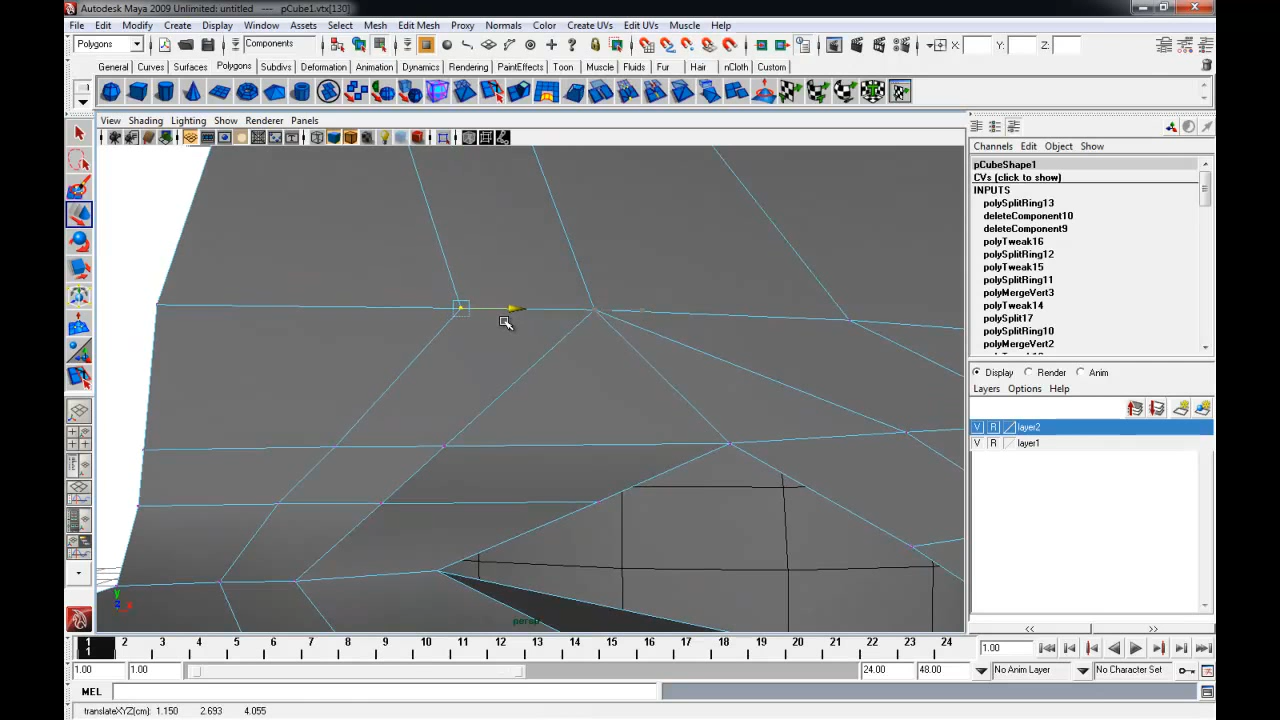 Autodesk Maya 2009 Unlimited: untitled   ---   pCube1.vtx[130]
File Edit Modify Create Display Window Assets Select Mesh Edit Mesh Proxy Normals Color Create UVs Edit UVs Muscle Help
Polygons Components X: Y: Z:
General Curves Surfaces Polygons Subdivs Deformation Animation Dynamics Rendering PaintEffects Toon Muscle Fluids Fur Hair nCloth Custom
View Shading Lighting Show Renderer Panels
Channels Edit Object Show
pCubeShape1
CVs (click to show)
INPUTS
polySplitRing13
deleteComponent10
deleteComponent9
polyTweak16
polySplitRing12
polyTweak15
polySplitRing11
polyMergeVert3
polySplit17
polySplitRing10
polyMergeVert2
Display Render Anim
Layers Options Help
V R layer2
V R layer1
y
z x
persp
1 2 3 4 5 6 7 8 9 10 11 12 13 14 15 16 17 18 19 20 21 22 23 24
1
1.00
1.00 1.00 24.00 48.00 No Anim Layer No Character Set
MEL
translateXYZ(cm): 1.150 2.693 4.055